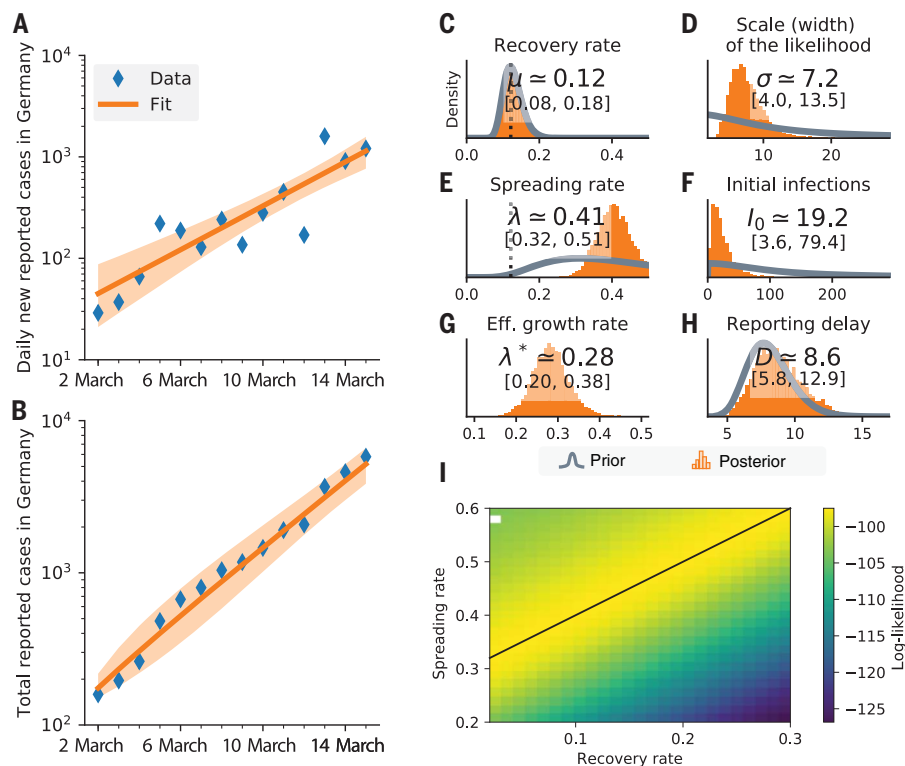 A
Daily new reported cases in Germany
10⁴
10³
10²
10¹
Data
Fit
2 March 6 March 10 March 14 March
B
Total reported cases in Germany
10⁴
10³
10²
2 March 6 March 10 March 14 March
C
Recovery rate
Density
μ ≃ 0.12
[0.08, 0.18]
0.0 0.2 0.4
D
Scale (width)
of the likelihood
σ ≃ 7.2
[4.0, 13.5]
10 20
E
Spreading rate
λ ≃ 0.41
[0.32, 0.51]
0.0 0.2 0.4
F
Initial infections
I₀ ≃ 19.2
[3.6, 79.4]
0 100 200
G
Eff. growth rate
λ* ≃ 0.28
[0.20, 0.38]
0.1 0.2 0.3 0.4 0.5
H
Reporting delay
D ≃ 8.6
[5.8, 12.9]
5 10 15
Prior Posterior
I
Spreading rate
0.6
0.5
0.4
0.3
0.2
0.1 0.2 0.3
Recovery rate
−100
−105
−110
−115
−120
−125
Log-likelihood